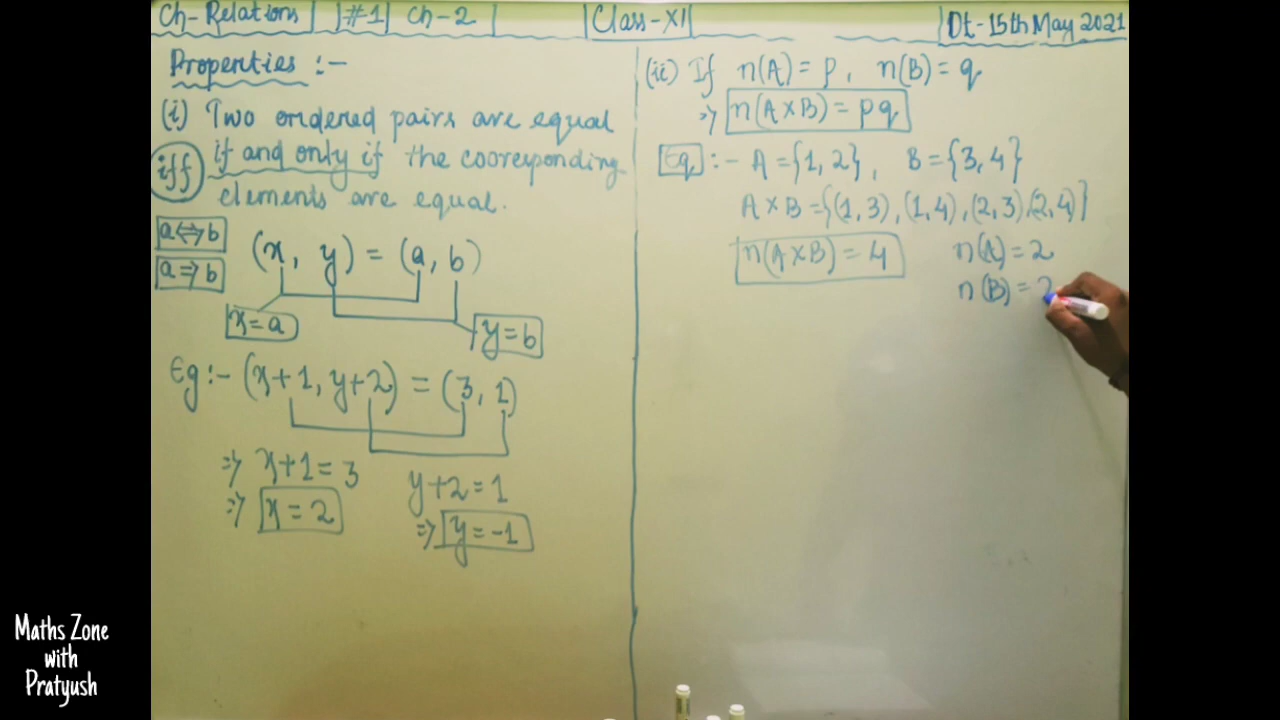 Ch- Relations | #1 | Ch-2 | Class-XI | Dt-15th May 2021
Properties :-
(i) Two ordered pairs are equal
iff if and only if the cooresponding
elements are equal.
a⇔b
a⇒b
(x, y) = (a, b)
x=a
y=b
Eg :- (x+1, y+2) = (3, 1)
⇒ x+1=3
y+2=1
⇒ x=2
⇒ y=-1
(ii) If n(A)=p, n(B)=q
⇒ n(A×B)=pq
Eg :- A={1,2}, B={3,4}
A×B={(1,3),(1,4),(2,3),(2,4)}
n(A×B)=4
n(A)=2
n(B)=2
Maths Zone
with
Pratyush